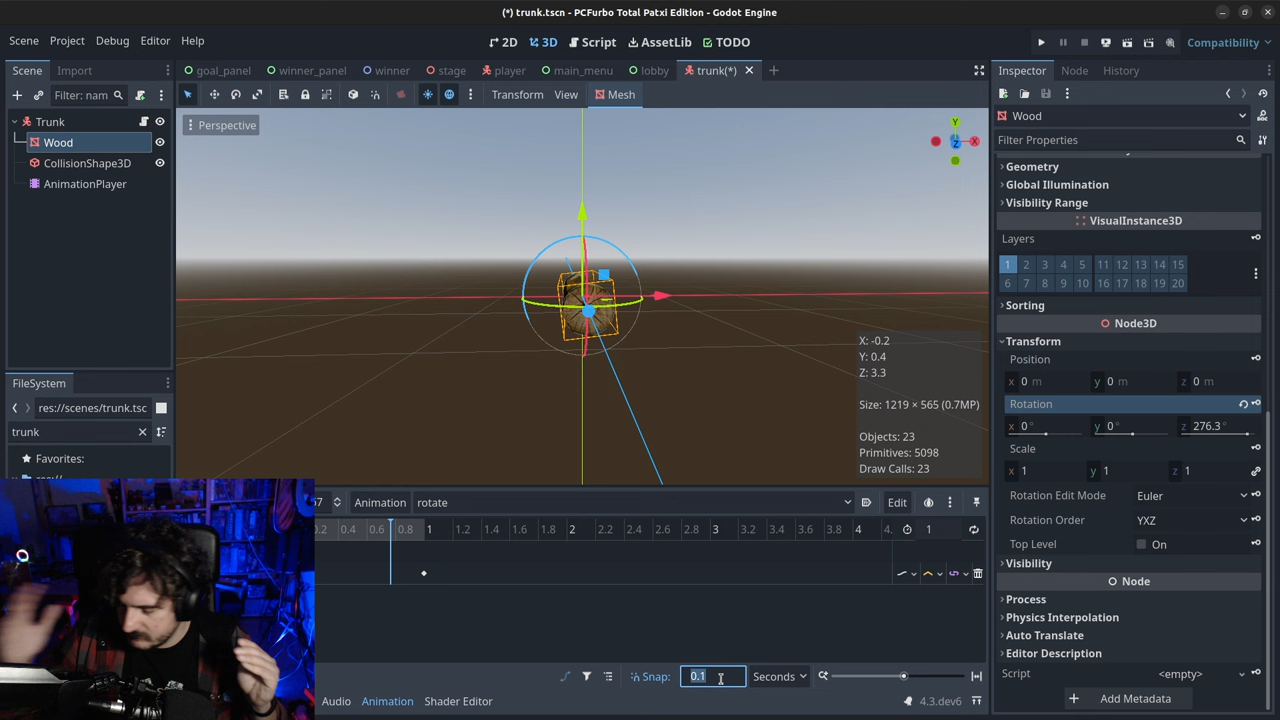 (*) trunk.tscn - PCFurbo Total Patxi Edition - Godot Engine
Scene Project Debug Editor Help
2D 3D Script AssetLib TODO
Compatibility
Scene Import
goal_panel winner_panel winner stage player main_menu lobby trunk(*)
Inspector Node History
Filter: nam
Transform View Mesh
Trunk
Wood
CollisionShape3D
AnimationPlayer
Perspective
Y
X
Z
X: -0.2
Y: 0.4
Z: 3.3
Size: 1219 × 565 (0.7MP)
Objects: 23
Primitives: 5098
Draw Calls: 23
Wood
Filter Properties
Geometry
Global Illumination
Visibility Range
VisualInstance3D
Layers
1 2 3 4 5 11 12 13 14 15
6 7 8 9 10 16 17 18 19 20
Sorting
Node3D
Transform
Position
x 0 m y 0 m z 0 m
Rotation
x 0 ° y 0 ° z 276.3 °
Scale
x 1 y 1 z 1
Rotation Edit Mode Euler
Rotation Order YXZ
Top Level On
Visibility
Node
Process
Physics Interpolation
Auto Translate
Editor Description
Script <empty>
Add Metadata
FileSystem
res://scenes/trunk.tsc
trunk
Favorites:
Animation rotate Edit
0.4 0.6 0.8 1 1.2 1.4 1.6 1.8 2 2.2 2.4 2.6 2.8 3 3.2 3.4 3.6 3.8 4 4. 1
Snap: 0.1 Seconds
Audio Animation Shader Editor 4.3.dev6